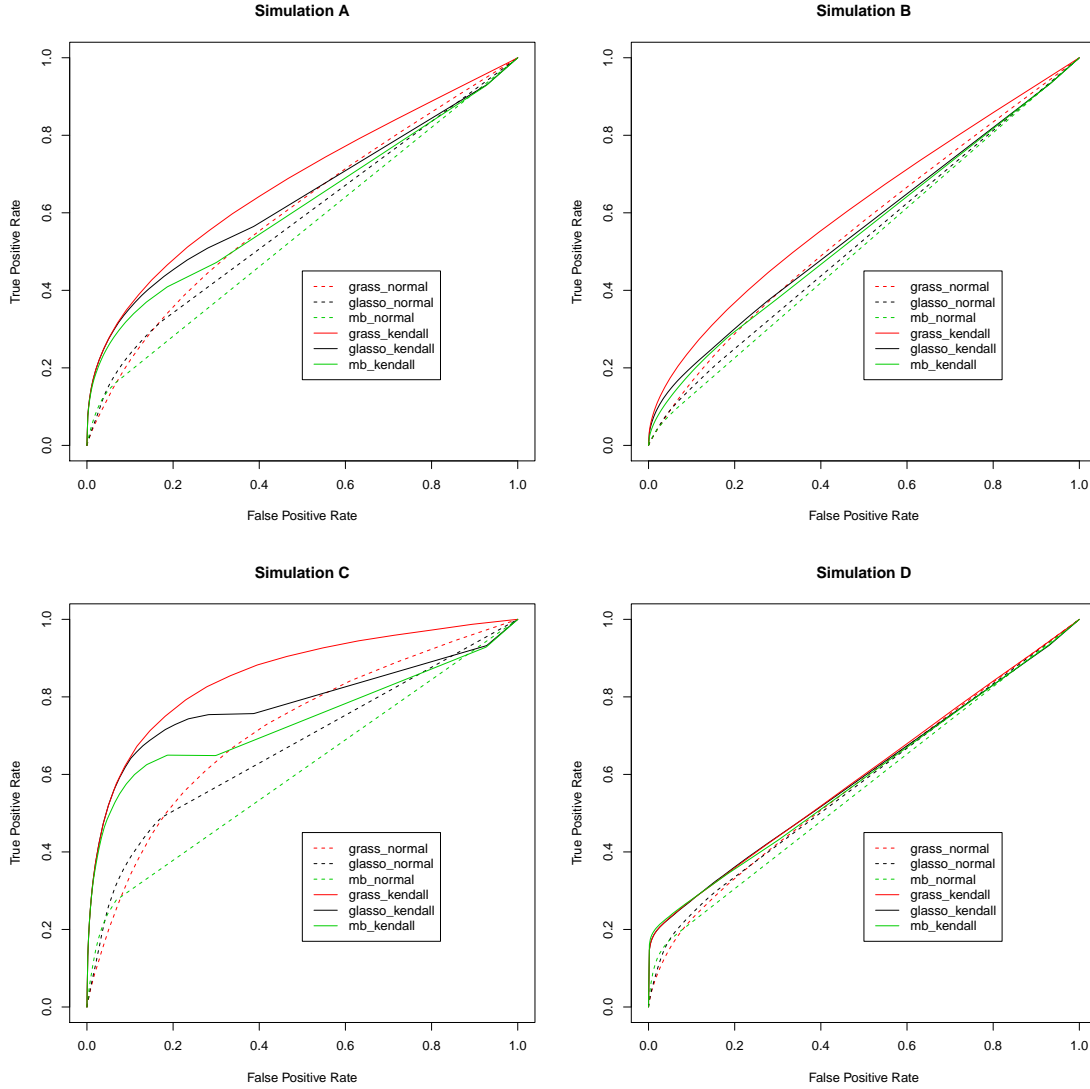 Simulation A
True Positive Rate
1.0
0.8
0.6
0.4
0.2
0.0
grass_normal
glasso_normal
mb_normal
grass_kendall
glasso_kendall
mb_kendall
0.0 0.2 0.4 0.6 0.8 1.0
False Positive Rate
Simulation B
True Positive Rate
1.0
0.8
0.6
0.4
0.2
0.0
grass_normal
glasso_normal
mb_normal
grass_kendall
glasso_kendall
mb_kendall
0.0 0.2 0.4 0.6 0.8 1.0
False Positive Rate
Simulation C
True Positive Rate
1.0
0.8
0.6
0.4
0.2
0.0
grass_normal
glasso_normal
mb_normal
grass_kendall
glasso_kendall
mb_kendall
0.0 0.2 0.4 0.6 0.8 1.0
False Positive Rate
Simulation D
True Positive Rate
1.0
0.8
0.6
0.4
0.2
0.0
grass_normal
glasso_normal
mb_normal
grass_kendall
glasso_kendall
mb_kendall
0.0 0.2 0.4 0.6 0.8 1.0
False Positive Rate